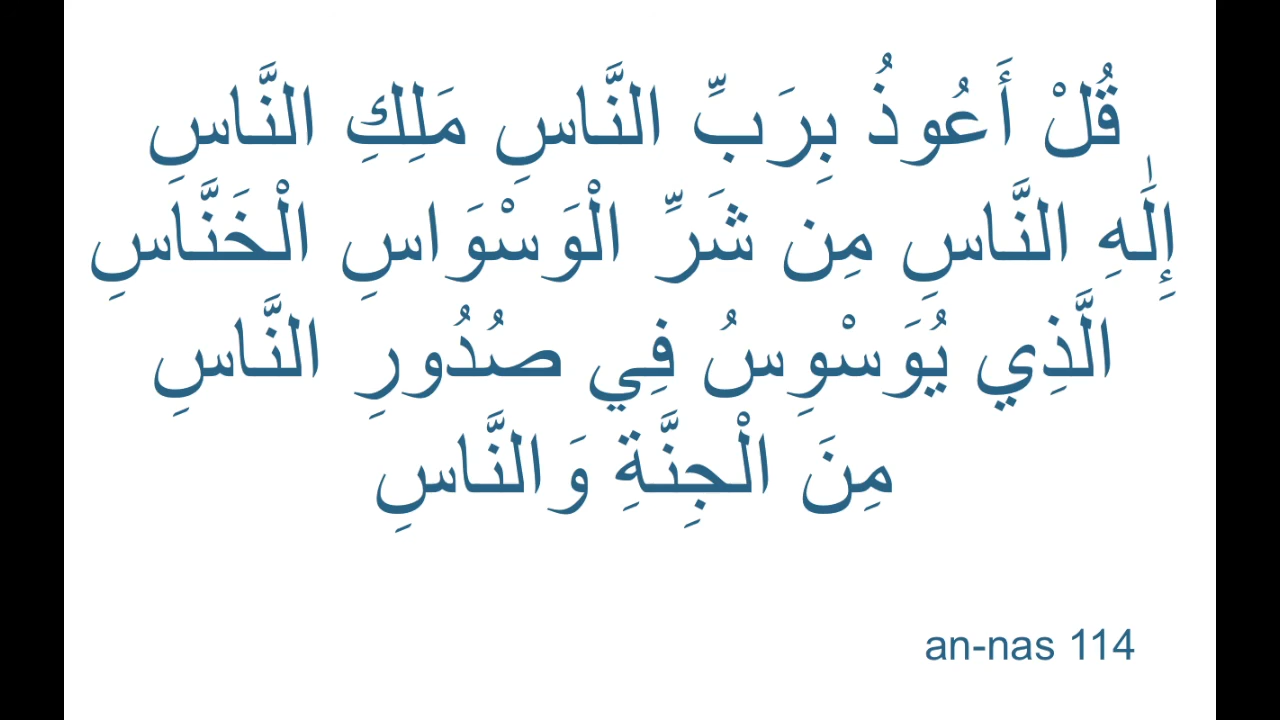 قُلْ أَعُوذُ بِرَبِّ النَّاسِ مَلِكِ النَّاسِ
إِلَٰهِ النَّاسِ مِن شَرِّ الْوَسْوَاسِ الْخَنَّاسِ
الَّذِي يُوَسْوِسُ فِي صُدُورِ النَّاسِ
مِنَ الْجِنَّةِ وَالنَّاسِ
an-nas 114